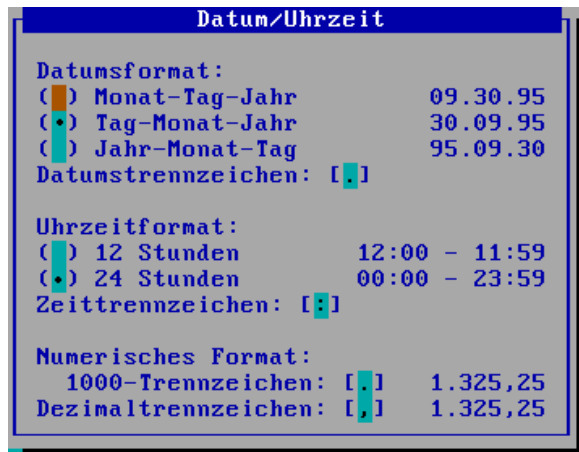 Datum/Uhrzeit
Datumsformat:
( ) Monat-Tag-Jahr 09.30.95
(•) Tag-Monat-Jahr 30.09.95
( ) Jahr-Monat-Tag 95.09.30
Datumstrennzeichen: [.]
Uhrzeitformat:
( ) 12 Stunden 12:00 - 11:59
(•) 24 Stunden 00:00 - 23:59
Zeittrennzeichen: [:]
Numerisches Format:
1000-Trennzeichen: [.] 1.325,25
Dezimaltrennzeichen: [,] 1.325,25